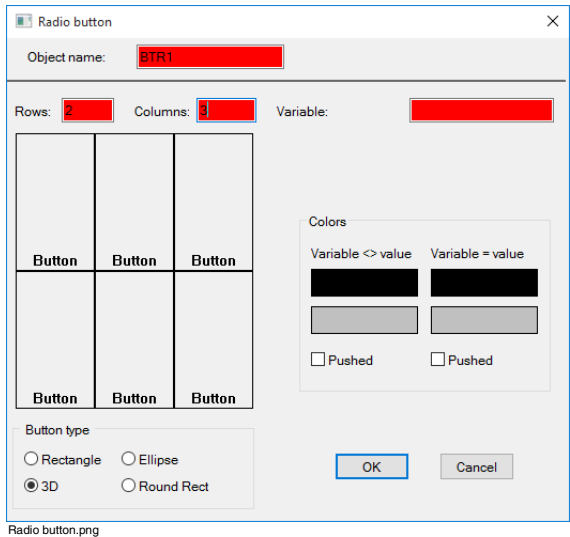 Radio button
Object name: BTR1
Rows: 2 Columns: 3 Variable:
Button Button Button
Button Button Button
Colors
Variable <> value Variable = value
Pushed Pushed
Button type
Rectangle Ellipse
3D Round Rect
OK Cancel
Radio button.png